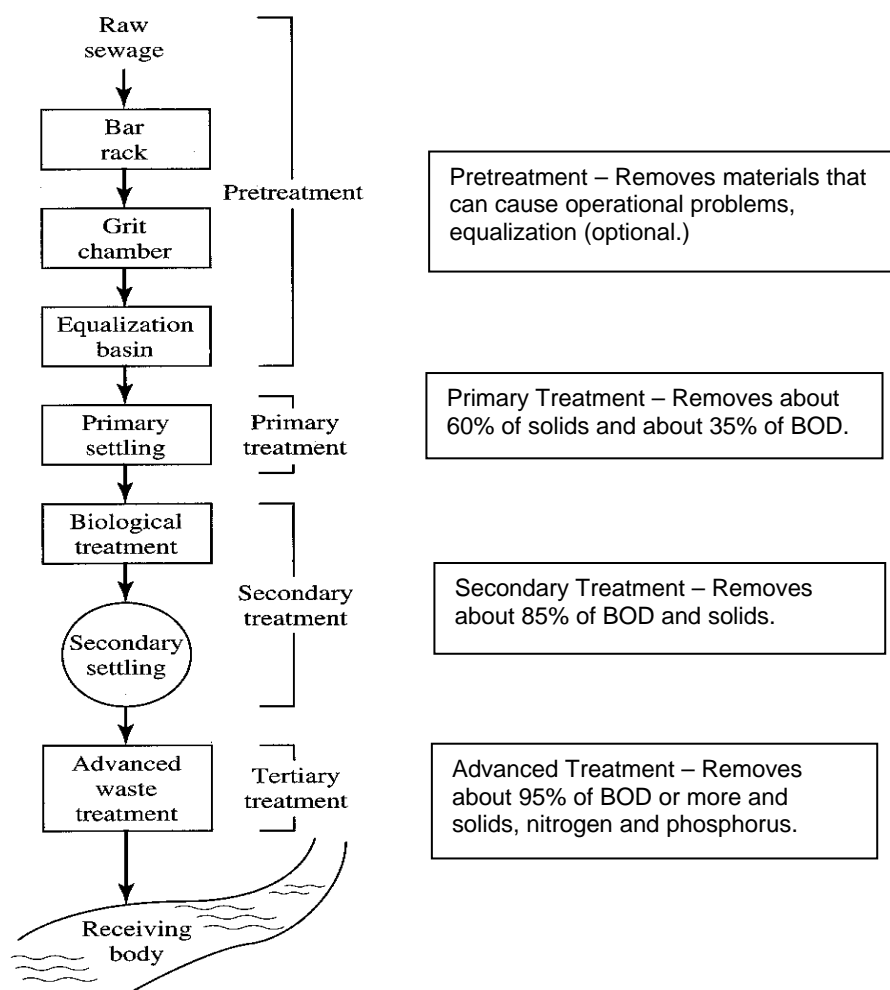 Raw
sewage
Bar
rack
Pretreatment
Pretreatment – Removes materials that
can cause operational problems,
equalization (optional.)
Grit
chamber
Equalization
basin
Primary
settling
Primary
treatment
Primary Treatment – Removes about
60% of solids and about 35% of BOD.
Biological
treatment
Secondary
treatment
Secondary Treatment – Removes
about 85% of BOD and solids.
Secondary
settling
Advanced
waste
treatment
Tertiary
treatment
Advanced Treatment – Removes
about 95% of BOD or more and
solids, nitrogen and phosphorus.
Receiving
body